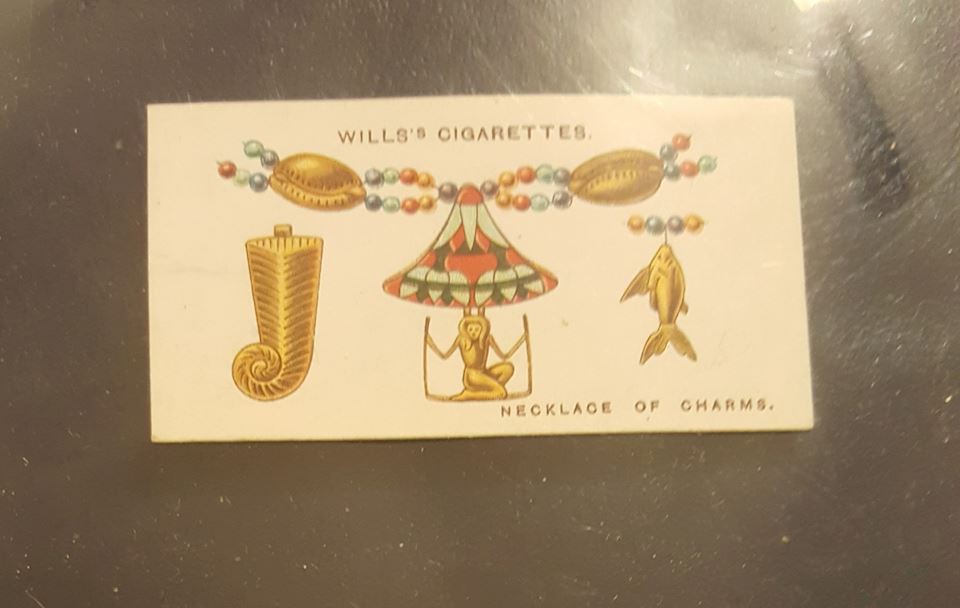 WILLS'S CIGARETTES.
NECKLACE OF CHARMS.